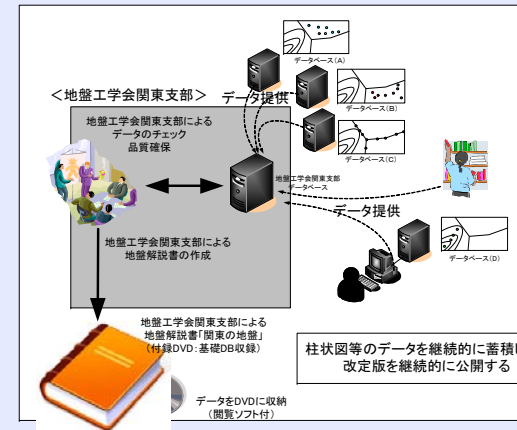 データベース(A)
＜地盤工学会関東支部＞
データ提供
データベース(B)
地盤工学会関東支部による
データのチェック
品質確保
データベース(C)
地盤工学会関東支部
データベース
データ提供
地盤工学会関東支部による
地盤解説書の作成
データベース(D)
地盤工学会関東支部による
地盤解説書「関東の地盤」
(付録DVD:基礎DB収録)
柱状図等のデータを継続的に蓄積
改定版を継続的に公開する
データをDVDに収納
(閲覧ソフト付)